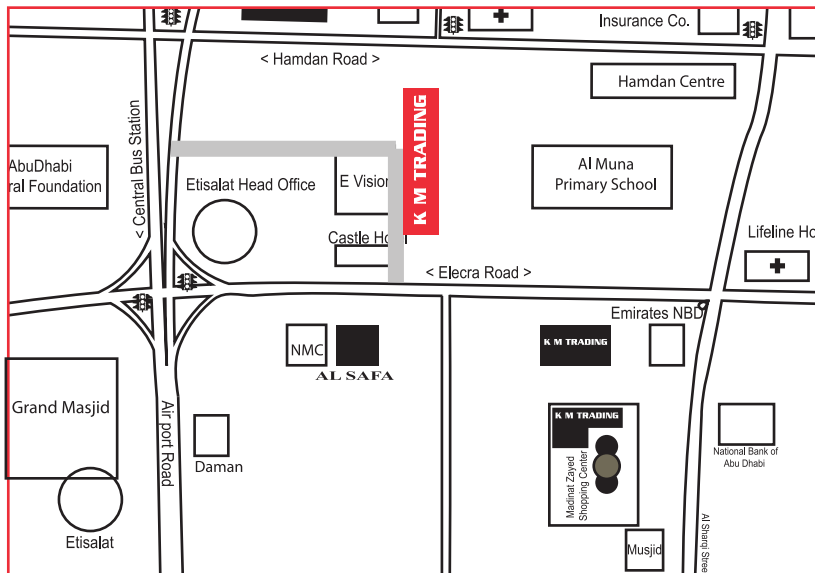 Insurance Co.
< Hamdan Road >
Hamdan Centre
K M TRADING
< Central Bus Station
AbuDhabi
ral Foundation
Etisalat Head Office
E Vision
Al Muna
Primary School
Castle Hotel
Lifeline Ho
< Elecra Road >
Emirates NBD
NMC
AL SAFA
K M TRADING
Grand Masjid
Air port Road
Daman
K M TRADING
Madinat Zayed
Shopping Center
National Bank of
Abu Dhabi
Etisalat
Musjid
Al Sharqi Stree